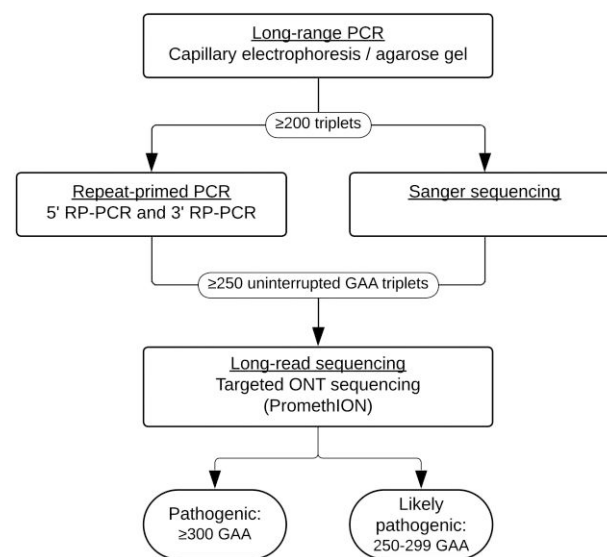 Long-range PCR
Capillary electrophoresis / agarose gel
≥200 triplets
Repeat-primed PCR
5' RP-PCR and 3' RP-PCR
Sanger sequencing
≥250 uninterrupted GAA triplets
Long-read sequencing
Targeted ONT sequencing
(PromethION)
Pathogenic:
≥300 GAA
Likely
pathogenic:
250-299 GAA